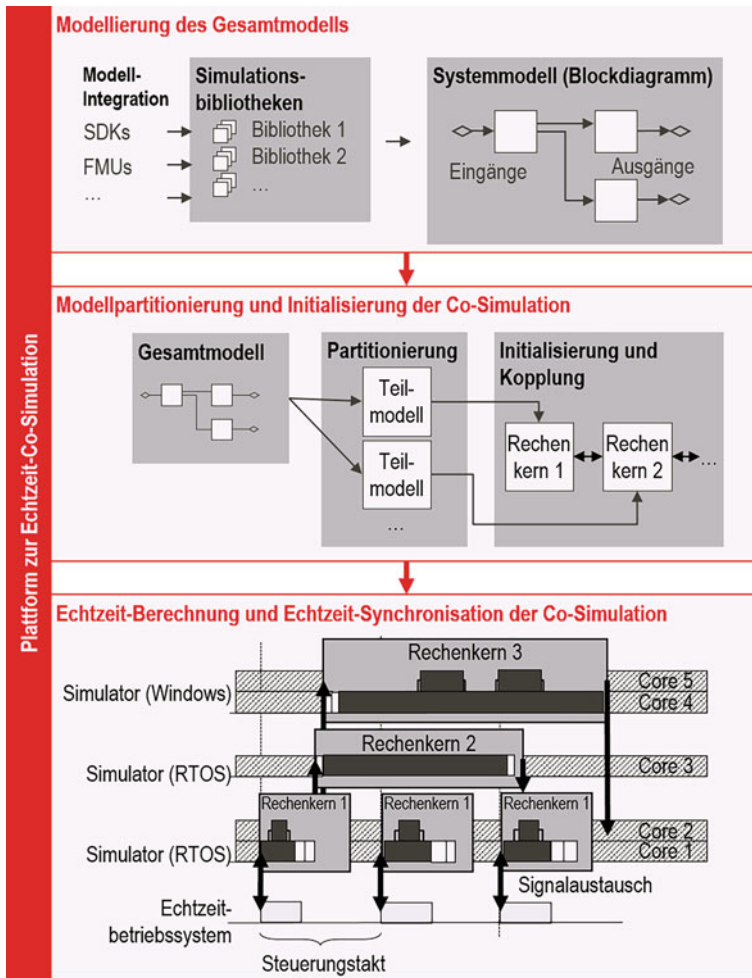 Plattform zur Echtzeit-Co-Simulation
Modellierung des Gesamtmodells
Modell-
Integration
SDKs
FMUs
...
Simulations-
bibliotheken
Bibliothek 1
Bibliothek 2
...
Systemmodell (Blockdiagramm)
Eingänge
Ausgänge
Modellpartitionierung und Initialisierung der Co-Simulation
Gesamtmodell
Partitionierung
Teil-
modell
Teil-
modell
...
Initialisierung und
Kopplung
Rechen
kern 1
Rechen
kern 2
...
Echtzeit-Berechnung und Echtzeit-Synchronisation der Co-Simulation
Rechenkern 3
Simulator (Windows)
Core 5
Core 4
Rechenkern 2
Simulator (RTOS)
Core 3
Rechenkern 1
Rechenkern 1
Rechenkern 1
Simulator (RTOS)
Core 2
Core 1
Signalaustausch
Echtzeit-
betriebssystem
Steuerungstakt